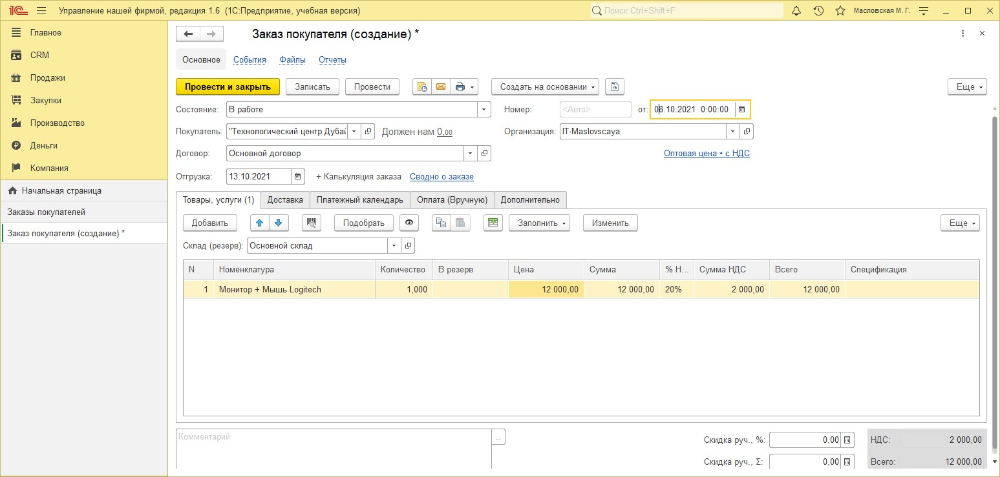 1С Управление нашей фирмой, редакция 1.6 (1С:Предприятие, учебная версия) Поиск Ctrl+Shift+F Масловская М. Г.
Главное
CRM
Продажи
Закупки
Производство
Деньги
Компания
Начальная страница
Заказы покупателей
Заказ покупателя (создание) *
Заказ покупателя (создание) *
Основное События Файлы Отчеты
Провести и закрыть Записать Провести Создать на основании Еще
Состояние: В работе Номер: <Авто> от: 08.10.2021 0:00:00
Покупатель: "Технологический центр Дубай Должен нам 0,00 Организация: IT-Maslovscaya
Договор: Основной договор Оптовая цена • с НДС
Отгрузка: 13.10.2021 + Калькуляция заказа Сводно о заказе
Товары, услуги (1) Доставка Платежный календарь Оплата (Вручную) Дополнительно
Добавить Подобрать Заполнить Изменить Еще
Склад (резерв): Основной склад
N Номенклатура Количество В резерв Цена Сумма % Н... Сумма НДС Всего Спецификация
1 Монитор + Мышь Logitech 1,000 12 000,00 12 000,00 20% 2 000,00 12 000,00
Комментарий ...
Скидка руч., %: 0,00 НДС: 2 000,00
Скидка руч., Σ: 0,00 Всего: 12 000,00